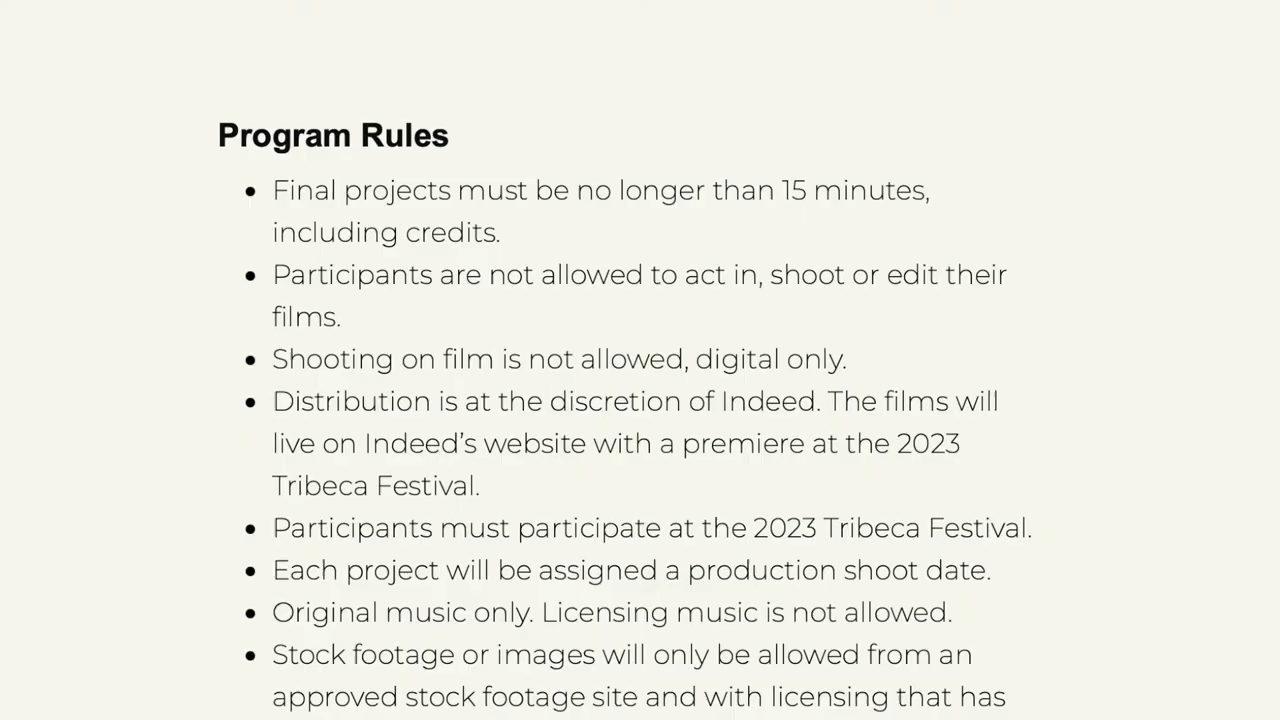 Program Rules
• Final projects must be no longer than 15 minutes,
including credits.
• Participants are not allowed to act in, shoot or edit their
films.
• Shooting on film is not allowed, digital only.
• Distribution is at the discretion of Indeed. The films will
live on Indeed’s website with a premiere at the 2023
Tribeca Festival.
• Participants must participate at the 2023 Tribeca Festival.
• Each project will be assigned a production shoot date.
• Original music only. Licensing music is not allowed.
• Stock footage or images will only be allowed from an
approved stock footage site and with licensing that has